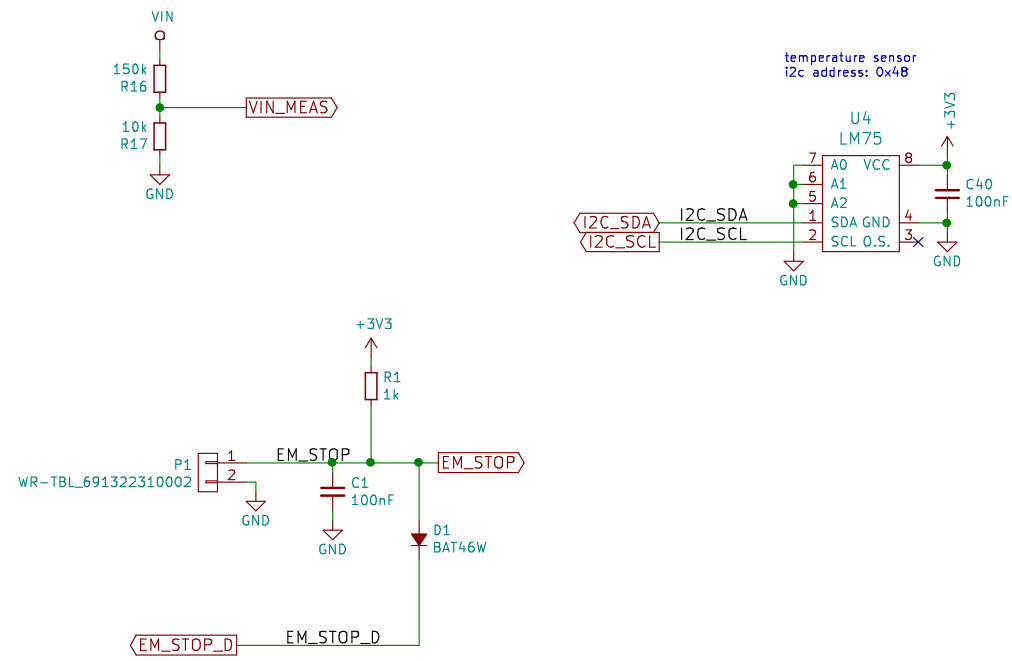 VIN
150k
R16
VIN_MEAS
10k
R17
GND
temperature sensor
i2c address: 0x48
+3V3
U4
LM75
7 A0 VCC 8
6 A1
5 A2
1 SDA GND 4
2 SCL O.S. 3
C40
100nF
I2C_SDA I2C_SDA
I2C_SCL I2C_SCL
GND
GND
+3V3
R1
1k
EM_STOP
EM_STOP
P1
WR-TBL_691322310002
1
2
C1
100nF
GND
GND
D1
BAT46W
EM_STOP_D
EM_STOP_D